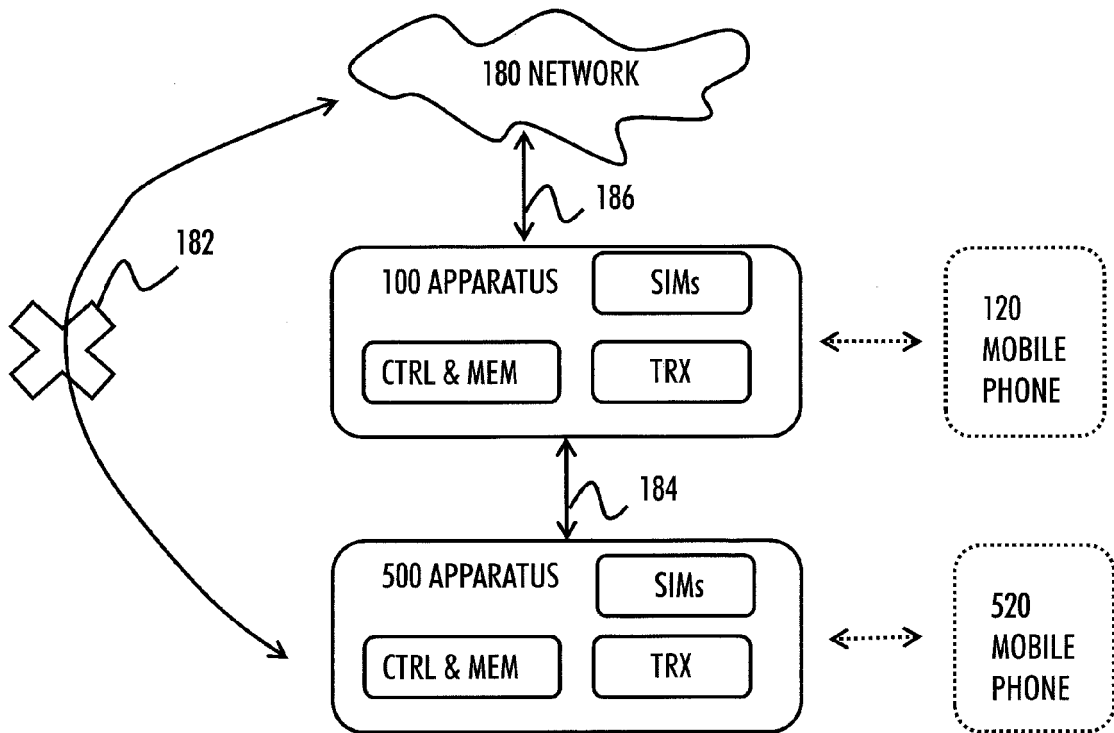 180 NETWORK
186
182
100 APPARATUS
SIMs
CTRL & MEM
TRX
120
MOBILE
PHONE
184
500 APPARATUS
SIMs
CTRL & MEM
TRX
520
MOBILE
PHONE